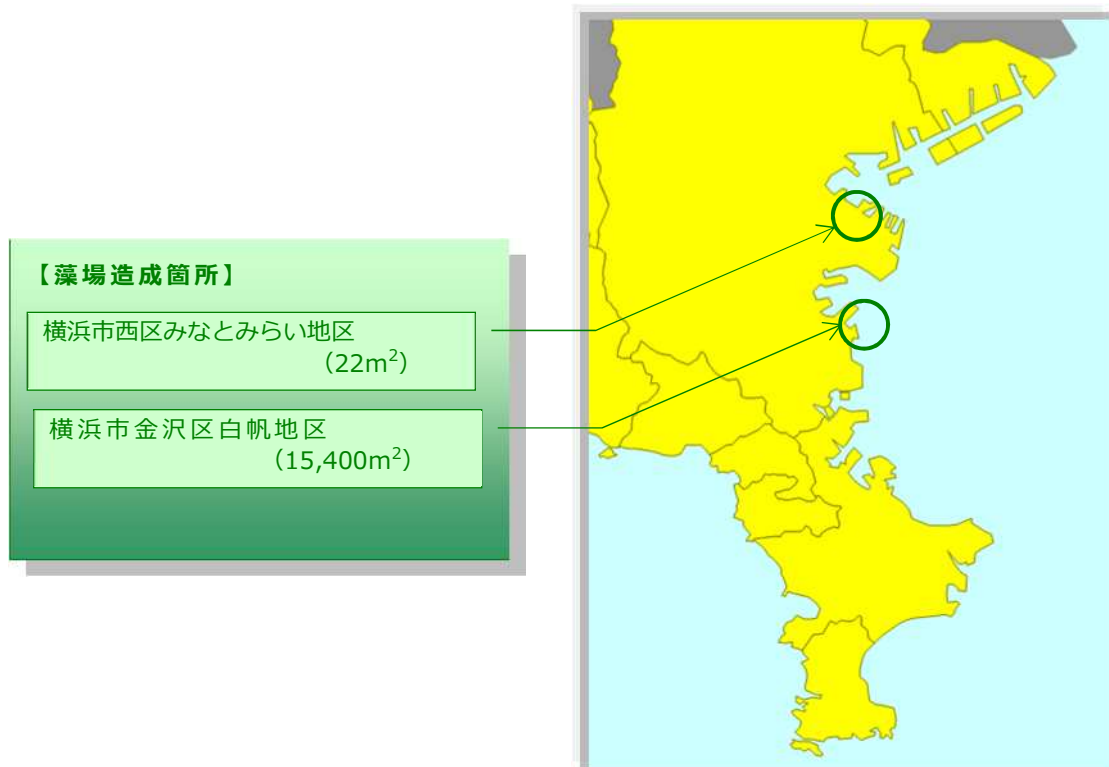 【藻場造成箇所】
横浜市西区みなとみらい地区
（22m²）
横浜市金沢区白帆地区
（15,400m²）